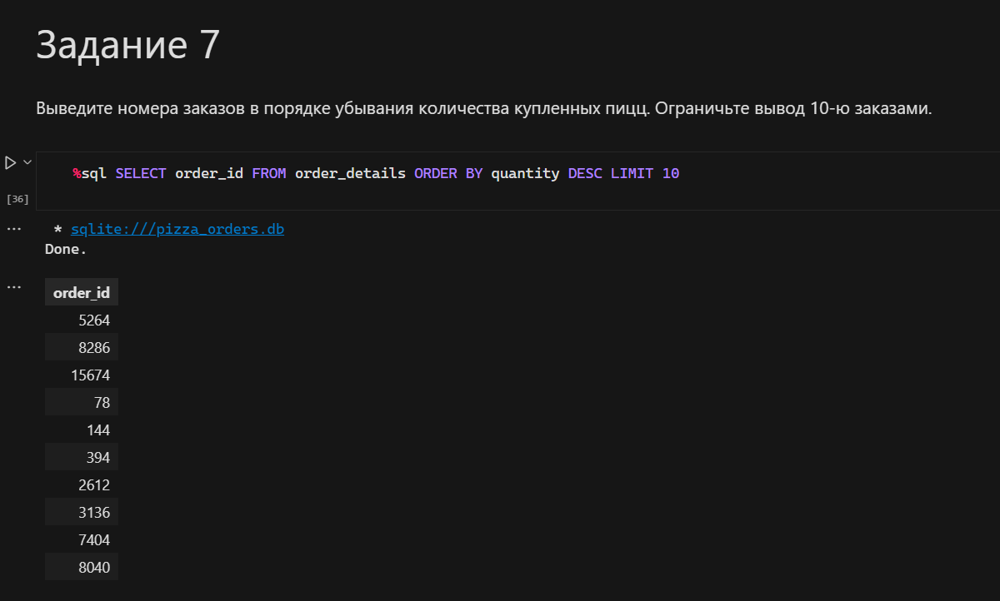 Задание 7
Выведите номера заказов в порядке убывания количества купленных пицц. Ограничьте вывод 10-ю заказами.
%sql SELECT order_id FROM order_details ORDER BY quantity DESC LIMIT 10
[36]
* sqlite:///pizza_orders.db
Done.
order_id
5264
8286
15674
78
144
394
2612
3136
7404
8040